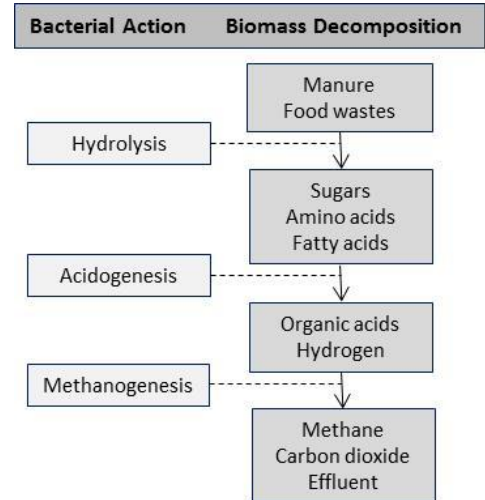 Bacterial Action Biomass Decomposition
Manure
Food wastes
Hydrolysis
Sugars
Amino acids
Fatty acids
Acidogenesis
Organic acids
Hydrogen
Methanogenesis
Methane
Carbon dioxide
Effluent